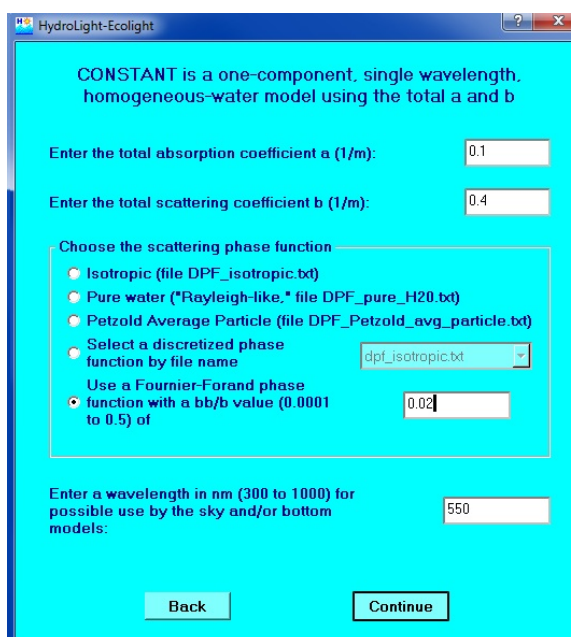 HydroLight-Ecolight
CONSTANT is a one-component, single wavelength,
homogeneous-water model using the total a and b
Enter the total absorption coefficient a (1/m):
0.1
Enter the total scattering coefficient b (1/m):
0.4
Choose the scattering phase function
Isotropic (file DPF_isotropic.txt)
Pure water ("Rayleigh-like," file DPF_pure_H20.txt)
Petzold Average Particle (file DPF_Petzold_avg_particle.txt)
Select a discretized phase
function by file name
dpf_isotropic.txt
Use a Fournier-Forand phase
function with a bb/b value (0.0001
to 0.5) of
0.02
Enter a wavelength in nm (300 to 1000) for
possible use by the sky and/or bottom
models:
550
Back
Continue